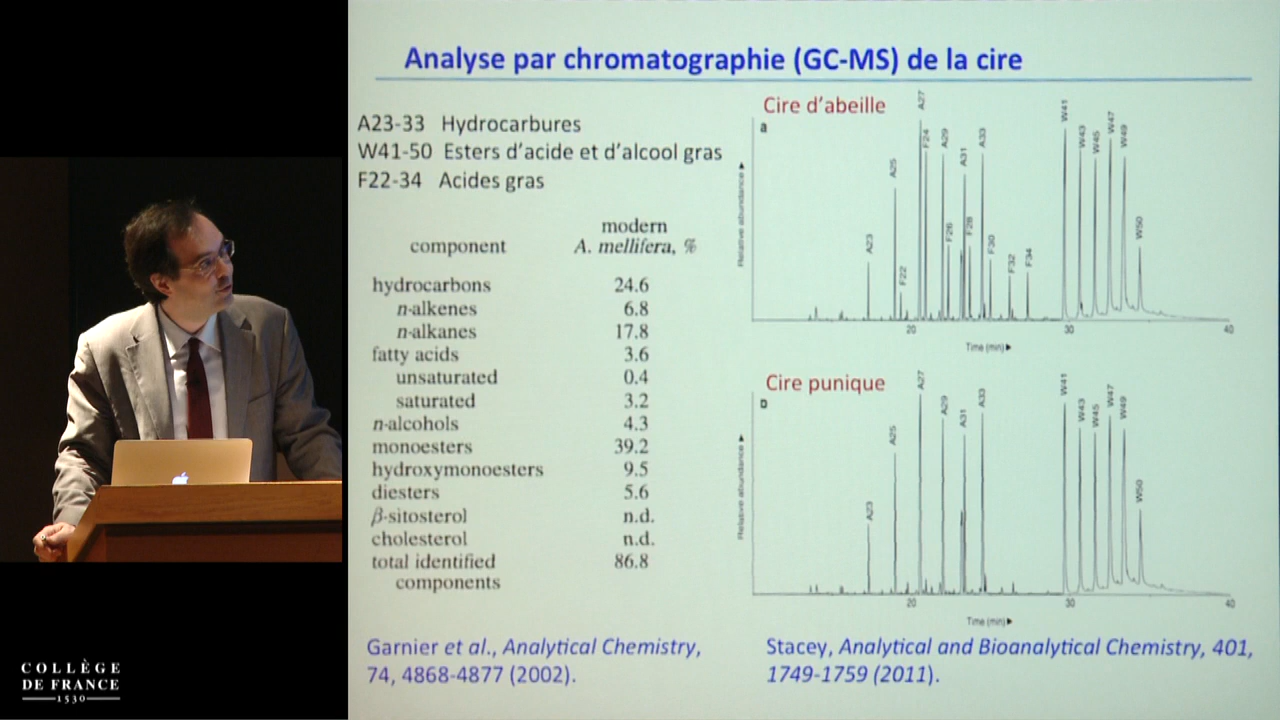 Analyse par chromatographie (GC-MS) de la cire
A23-33 Hydrocarbures
W41-50 Esters d'acide et d'alcool gras
F22-34 Acides gras
component modern A. mellifera, %
hydrocarbons 24.6
n-alkenes 6.8
n-alkanes 17.8
fatty acids 3.6
unsaturated 0.4
saturated 3.2
n-alcohols 4.3
monoesters 39.2
hydroxymonoesters 9.5
diesters 5.6
β-sitosterol n.d.
cholesterol n.d.
total identified components 86.8
Garnier et al., Analytical Chemistry,
74, 4868-4877 (2002).
Cire d'abeille
a
Relative abundance
A23
A25
F22
A27
F24
A29
F26
A31
F28
A33
F30
F32
F34
W41
W43
W45
W47
W49
W50
20 30 40
Time (min)
Cire punique
b
Relative abundance
A23
A25
A27
A29
A31
A33
W41
W43
W45
W47
W49
W50
20 30 40
Time (min)
Stacey, Analytical and Bioanalytical Chemistry, 401,
1749-1759 (2011).
COLLÈGE
DE FRANCE
1530